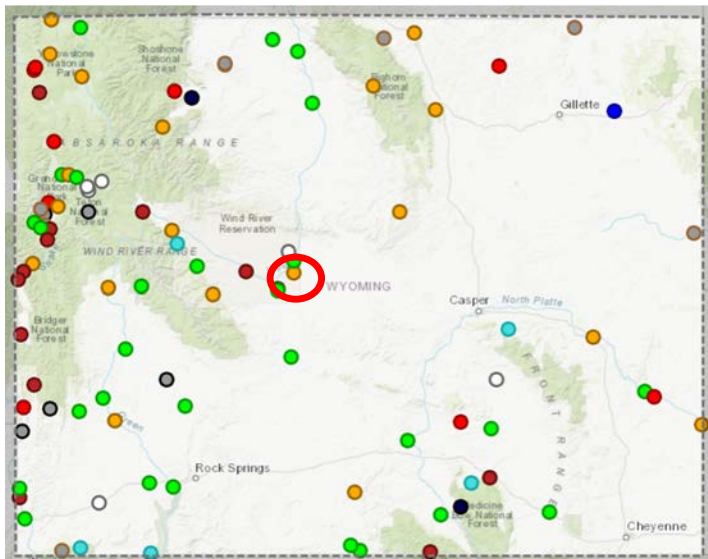 Yellowstone
National
Park
Shoshone
National
Forest
Bighorn
National
Forest
Gillette
ABSAROKA RANGE
Grand
National
Park
Teton
National
Forest
Wind River
Reservation
WIND RIVER RANGE
WYOMING
Casper
North Platte
Bridger
National
Forest
FRONT RANGE
Green
Rock Springs
Medicine
Bow National
Forest
Cheyenne